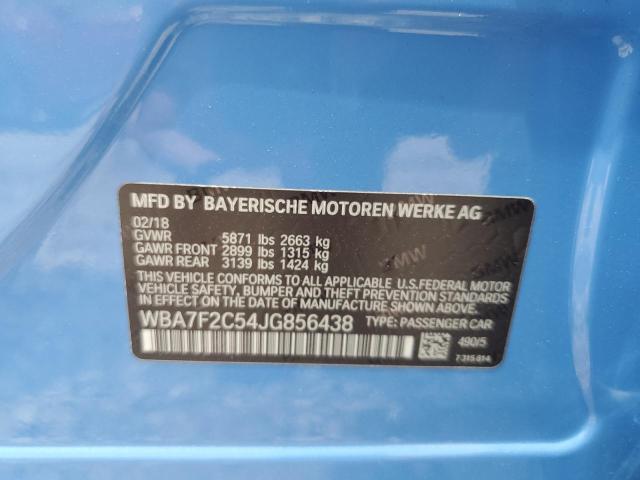 MFD BY BAYERISCHE MOTOREN WERKE AG
02/18
GVWR 5871 lbs 2663 kg
GAWR FRONT 2899 lbs 1315 kg
GAWR REAR 3139 lbs 1424 kg
THIS VEHICLE CONFORMS TO ALL APPLICABLE U.S. FEDERAL MOTOR
VEHICLE SAFETY, BUMPER, AND THEFT PREVENTION STANDARDS
IN EFFECT ON THE DATE OF MANUFACTURE SHOWN ABOVE.
WBA7F2C54JG856438 TYPE: PASSENGER CAR
490/5
7 315 814